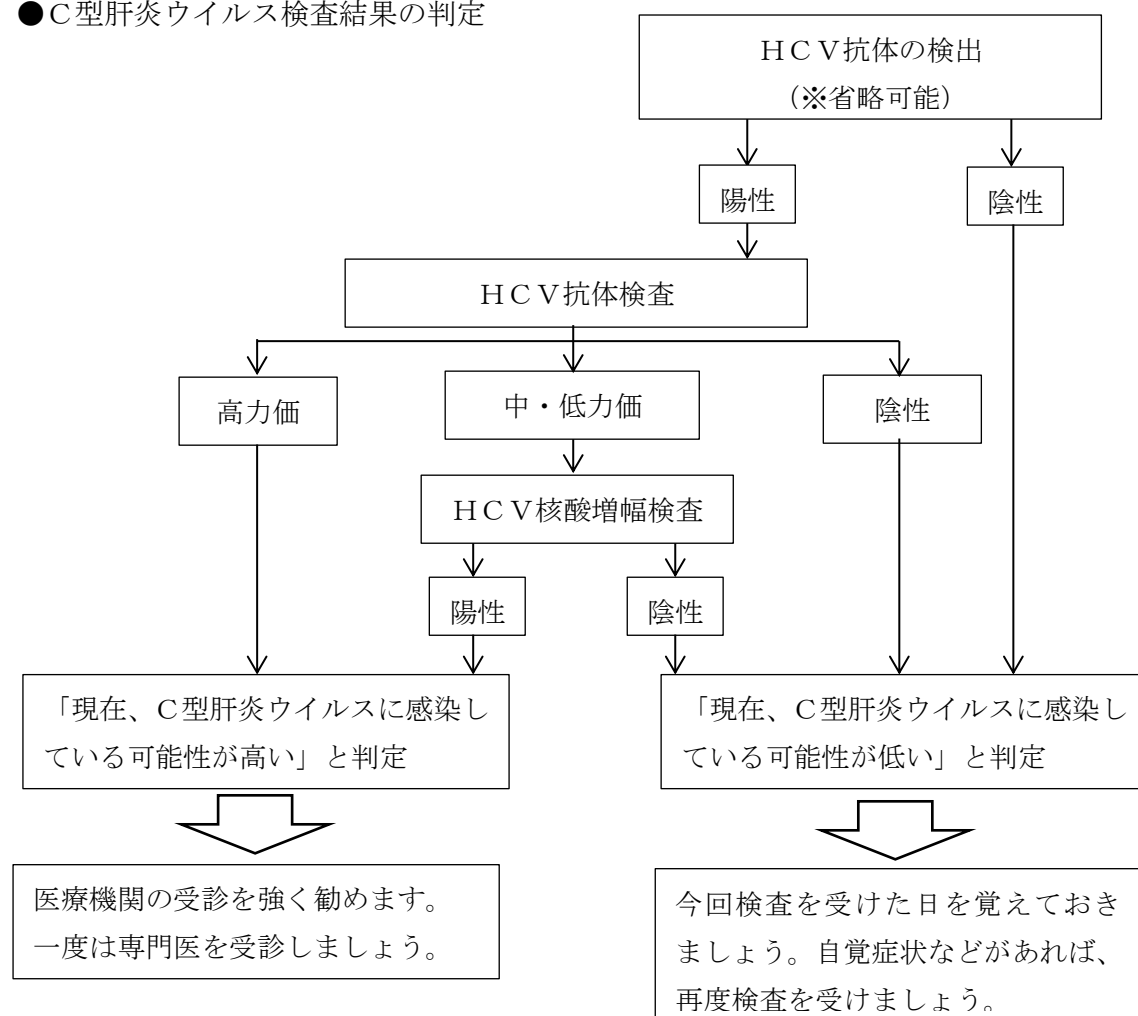 ●C型肝炎ウイルス検査結果の判定
HCV抗体の検出
(※省略可能)
陽性
陰性
HCV抗体検査
高力価
中・低力価
陰性
HCV核酸増幅検査
陽性
陰性
「現在、C型肝炎ウイルスに感染し
ている可能性が高い」と判定
「現在、C型肝炎ウイルスに感染し
ている可能性が低い」と判定
医療機関の受診を強く勧めます。
一度は専門医を受診しましょう。
今回検査を受けた日を覚えておき
ましょう。自覚症状などがあれば、
再度検査を受けましょう。